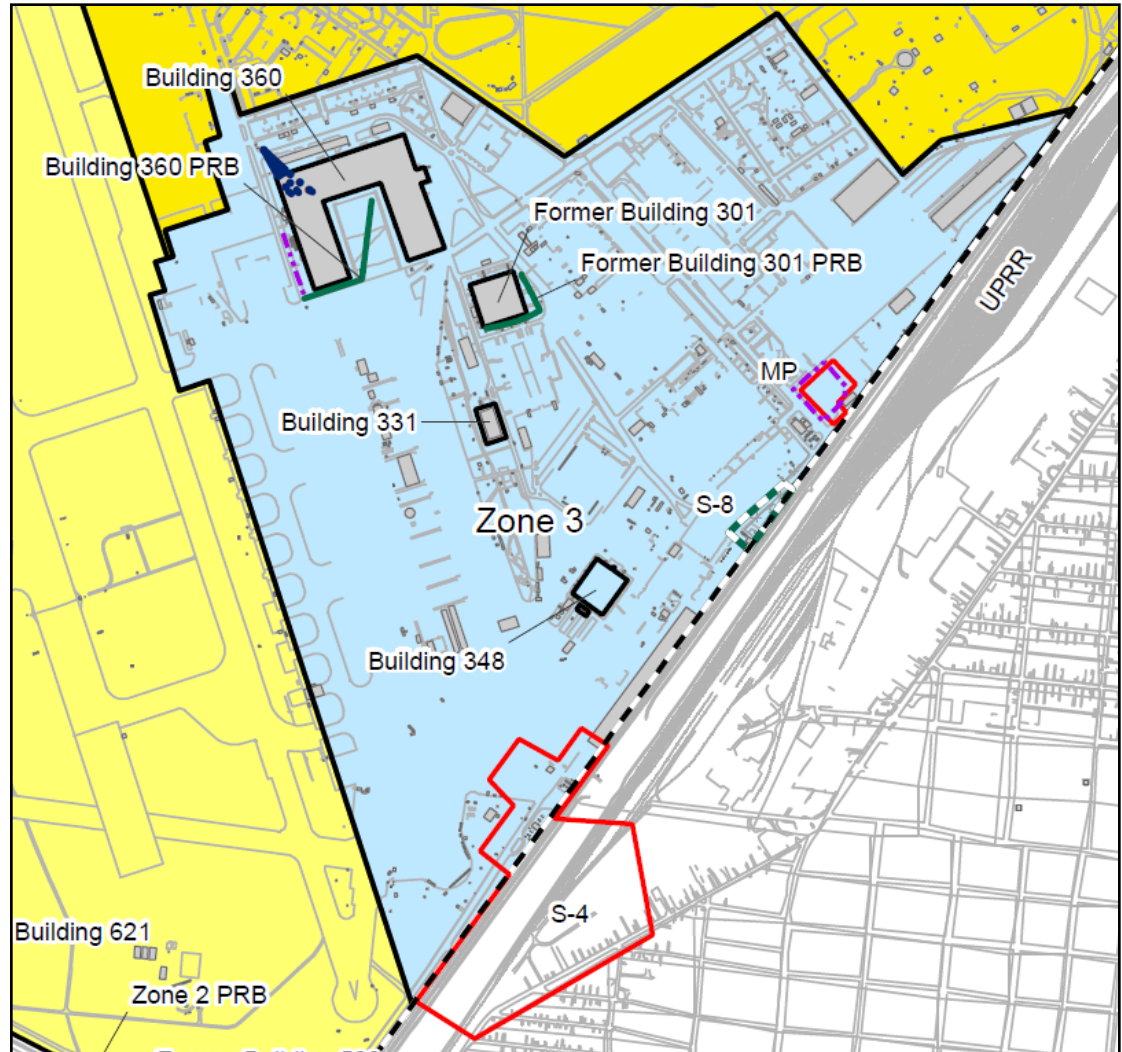 Building 360
Building 360 PRB
Former Building 301
Former Building 301 PRB
UPRR
MP
Building 331
S-8
Zone 3
Building 348
S-4
Building 621
Zone 2 PRB